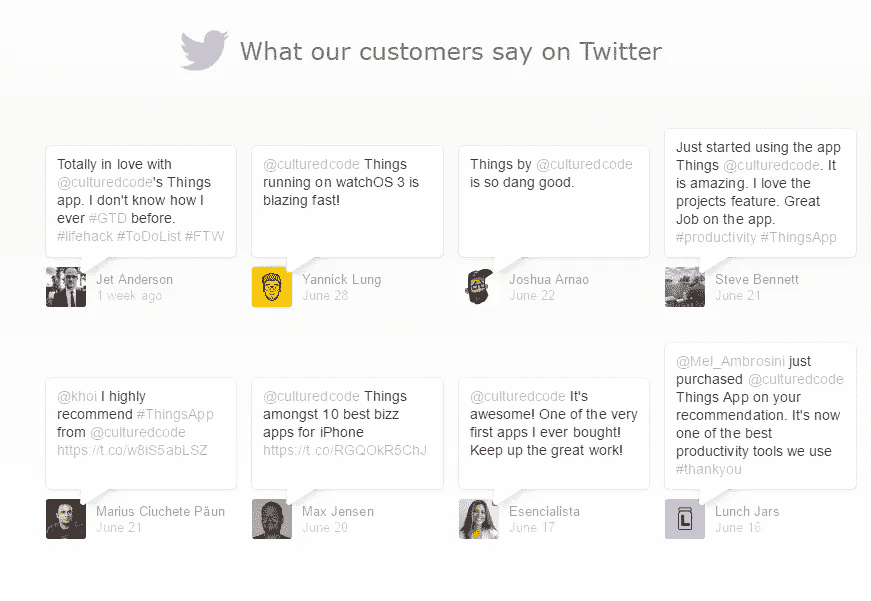 What our customers say on Twitter
Totally in love with
@culturedcode's Things
app. I don't know how I
ever #GTD before.
#lifehack #ToDoList #FTW
Jet Anderson
1 week ago
@culturedcode Things
running on watchOS 3 is
blazing fast!
Yannick Lung
June 28
Things by @culturedcode
is so dang good.
Joshua Arnao
June 22
Just started using the app
Things @culturedcode. It
is amazing. I love the
projects feature. Great
Job on the app.
#productivity #ThingsApp
Steve Bennett
June 21
@khoi I highly
recommend #ThingsApp
from @culturedcode
https://t.co/w8iS5abLSZ
Marius Ciuchete Păun
June 21
@culturedcode Things
amongst 10 best bizz
apps for iPhone
https://t.co/RGQOkR5ChJ
Max Jensen
June 20
@culturedcode It's
awesome! One of the very
first apps I ever bought!
Keep up the great work!
Esencialista
June 17
@Mel_Ambrosini just
purchased @culturedcode
Things App on your
recommendation. It's now
one of the best
productivity tools we use
#thankyou
L
Lunch Jars
June 16